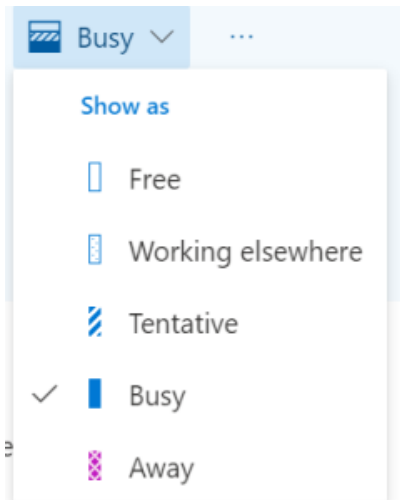 Busy
Show as
Free
Working elsewhere
Tentative
Busy
Away
e